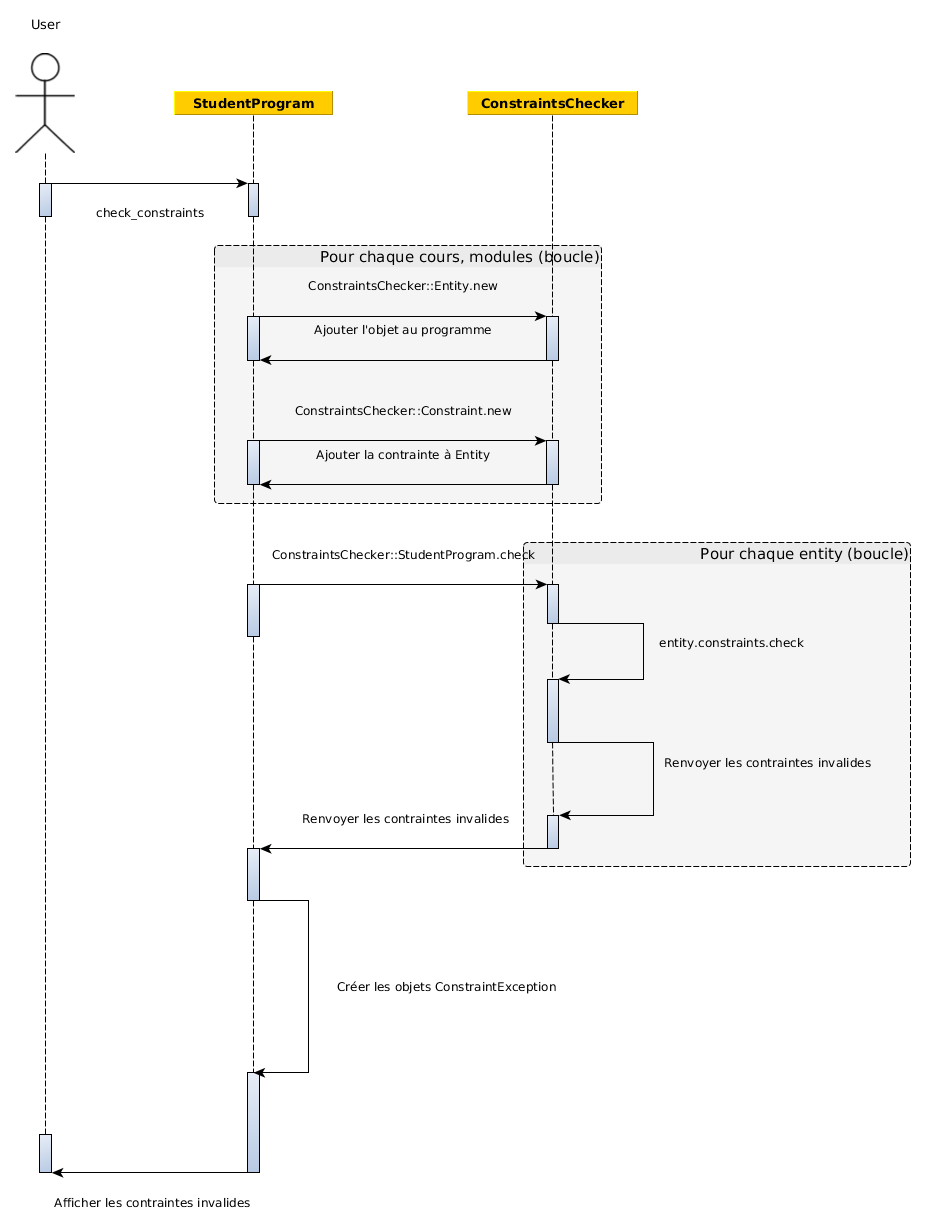 User
StudentProgram
ConstraintsChecker
check_constraints
Pour chaque cours, modules (boucle)
ConstraintsChecker::Entity.new
Ajouter l'objet au programme
ConstraintsChecker::Constraint.new
Ajouter la contrainte à Entity
ConstraintsChecker::StudentProgram.check
Pour chaque entity (boucle)
entity.constraints.check
Renvoyer les contraintes invalides
Renvoyer les contraintes invalides
Créer les objets ConstraintException
Afficher les contraintes invalides